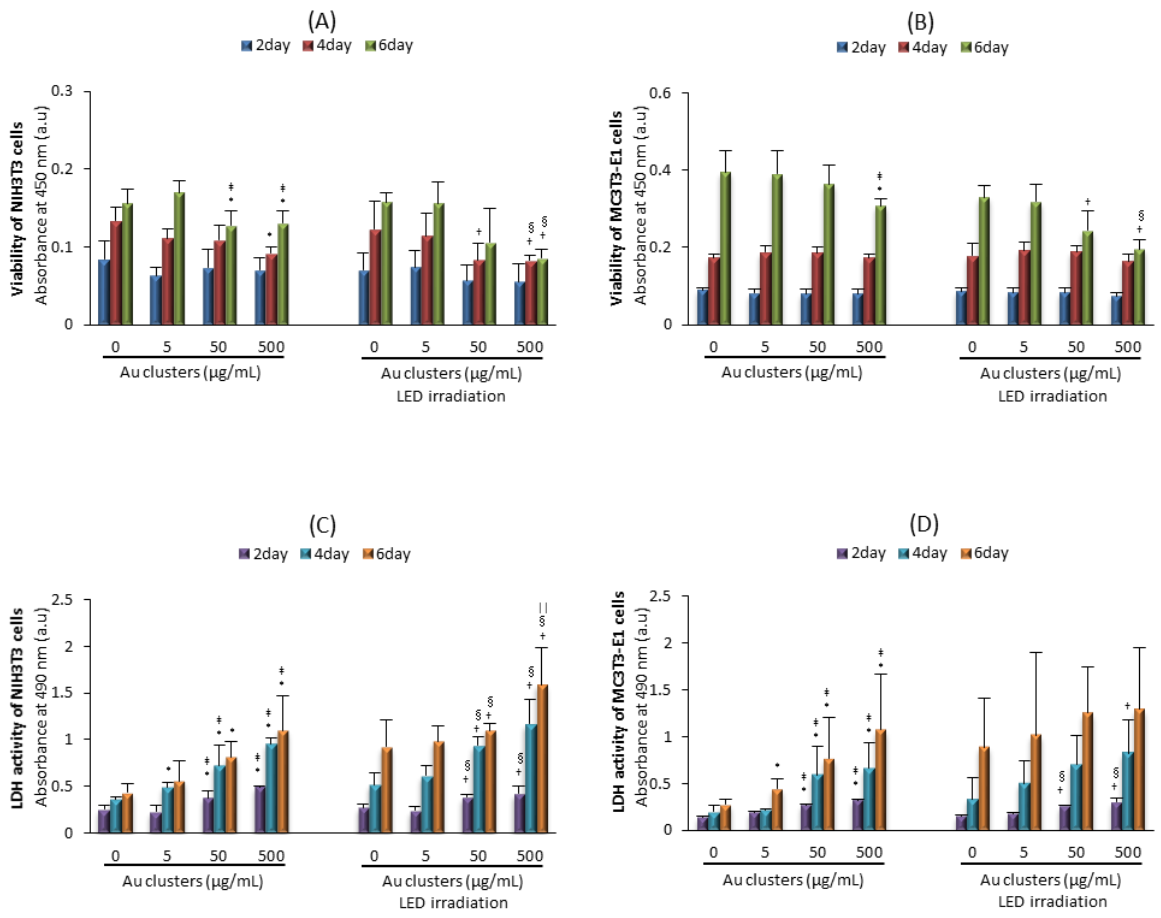 (A)
2day 4day 6day
Viability of NIH3T3 cells
Absorbance at 450 nm (a.u)
0.3
0.2
0.1
0
‡ ‡
* * *
† § §
† †
0 5 50 500 0 5 50 500
Au clusters (µg/mL) Au clusters (µg/mL)
LED irradiation
(B)
2day 4day 6day
Viability of MC3T3-E1 cells
Absorbance at 450 nm (a.u)
0.6
0.4
0.2
0
‡
*
† §
†
0 5 50 500 0 5 50 500
Au clusters (µg/mL) Au clusters (µg/mL)
LED irradiation
(C)
2day 4day 6day
LDH activity of NIH3T3 cells
Absorbance at 490 nm (a.u)
2.5
2
1.5
1
0.5
0
* ‡ * ‡ * * ‡ * ‡ * ‡ *
§ † § † § † § † § † || § †
0 5 50 500 0 5 50 500
Au clusters (µg/mL) Au clusters (µg/mL)
LED irradiation
(D)
2day 4day 6day
LDH activity of MC3T3-E1 cells
Absorbance at 490 nm (a.u)
2.5
2
1.5
1
0.5
0
* ‡ * ‡ * ‡ * ‡ * ‡ * ‡ *
§ † § † †
0 5 50 500 0 5 50 500
Au clusters (µg/mL) Au clusters (µg/mL)
LED irradiation